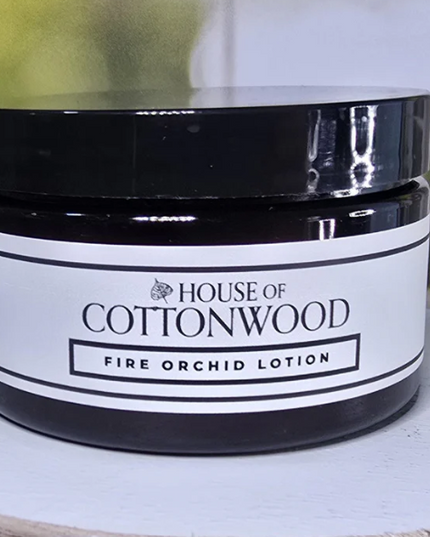 HOUSE OF
COTTONWOOD
FIRE ORCHID LOTION